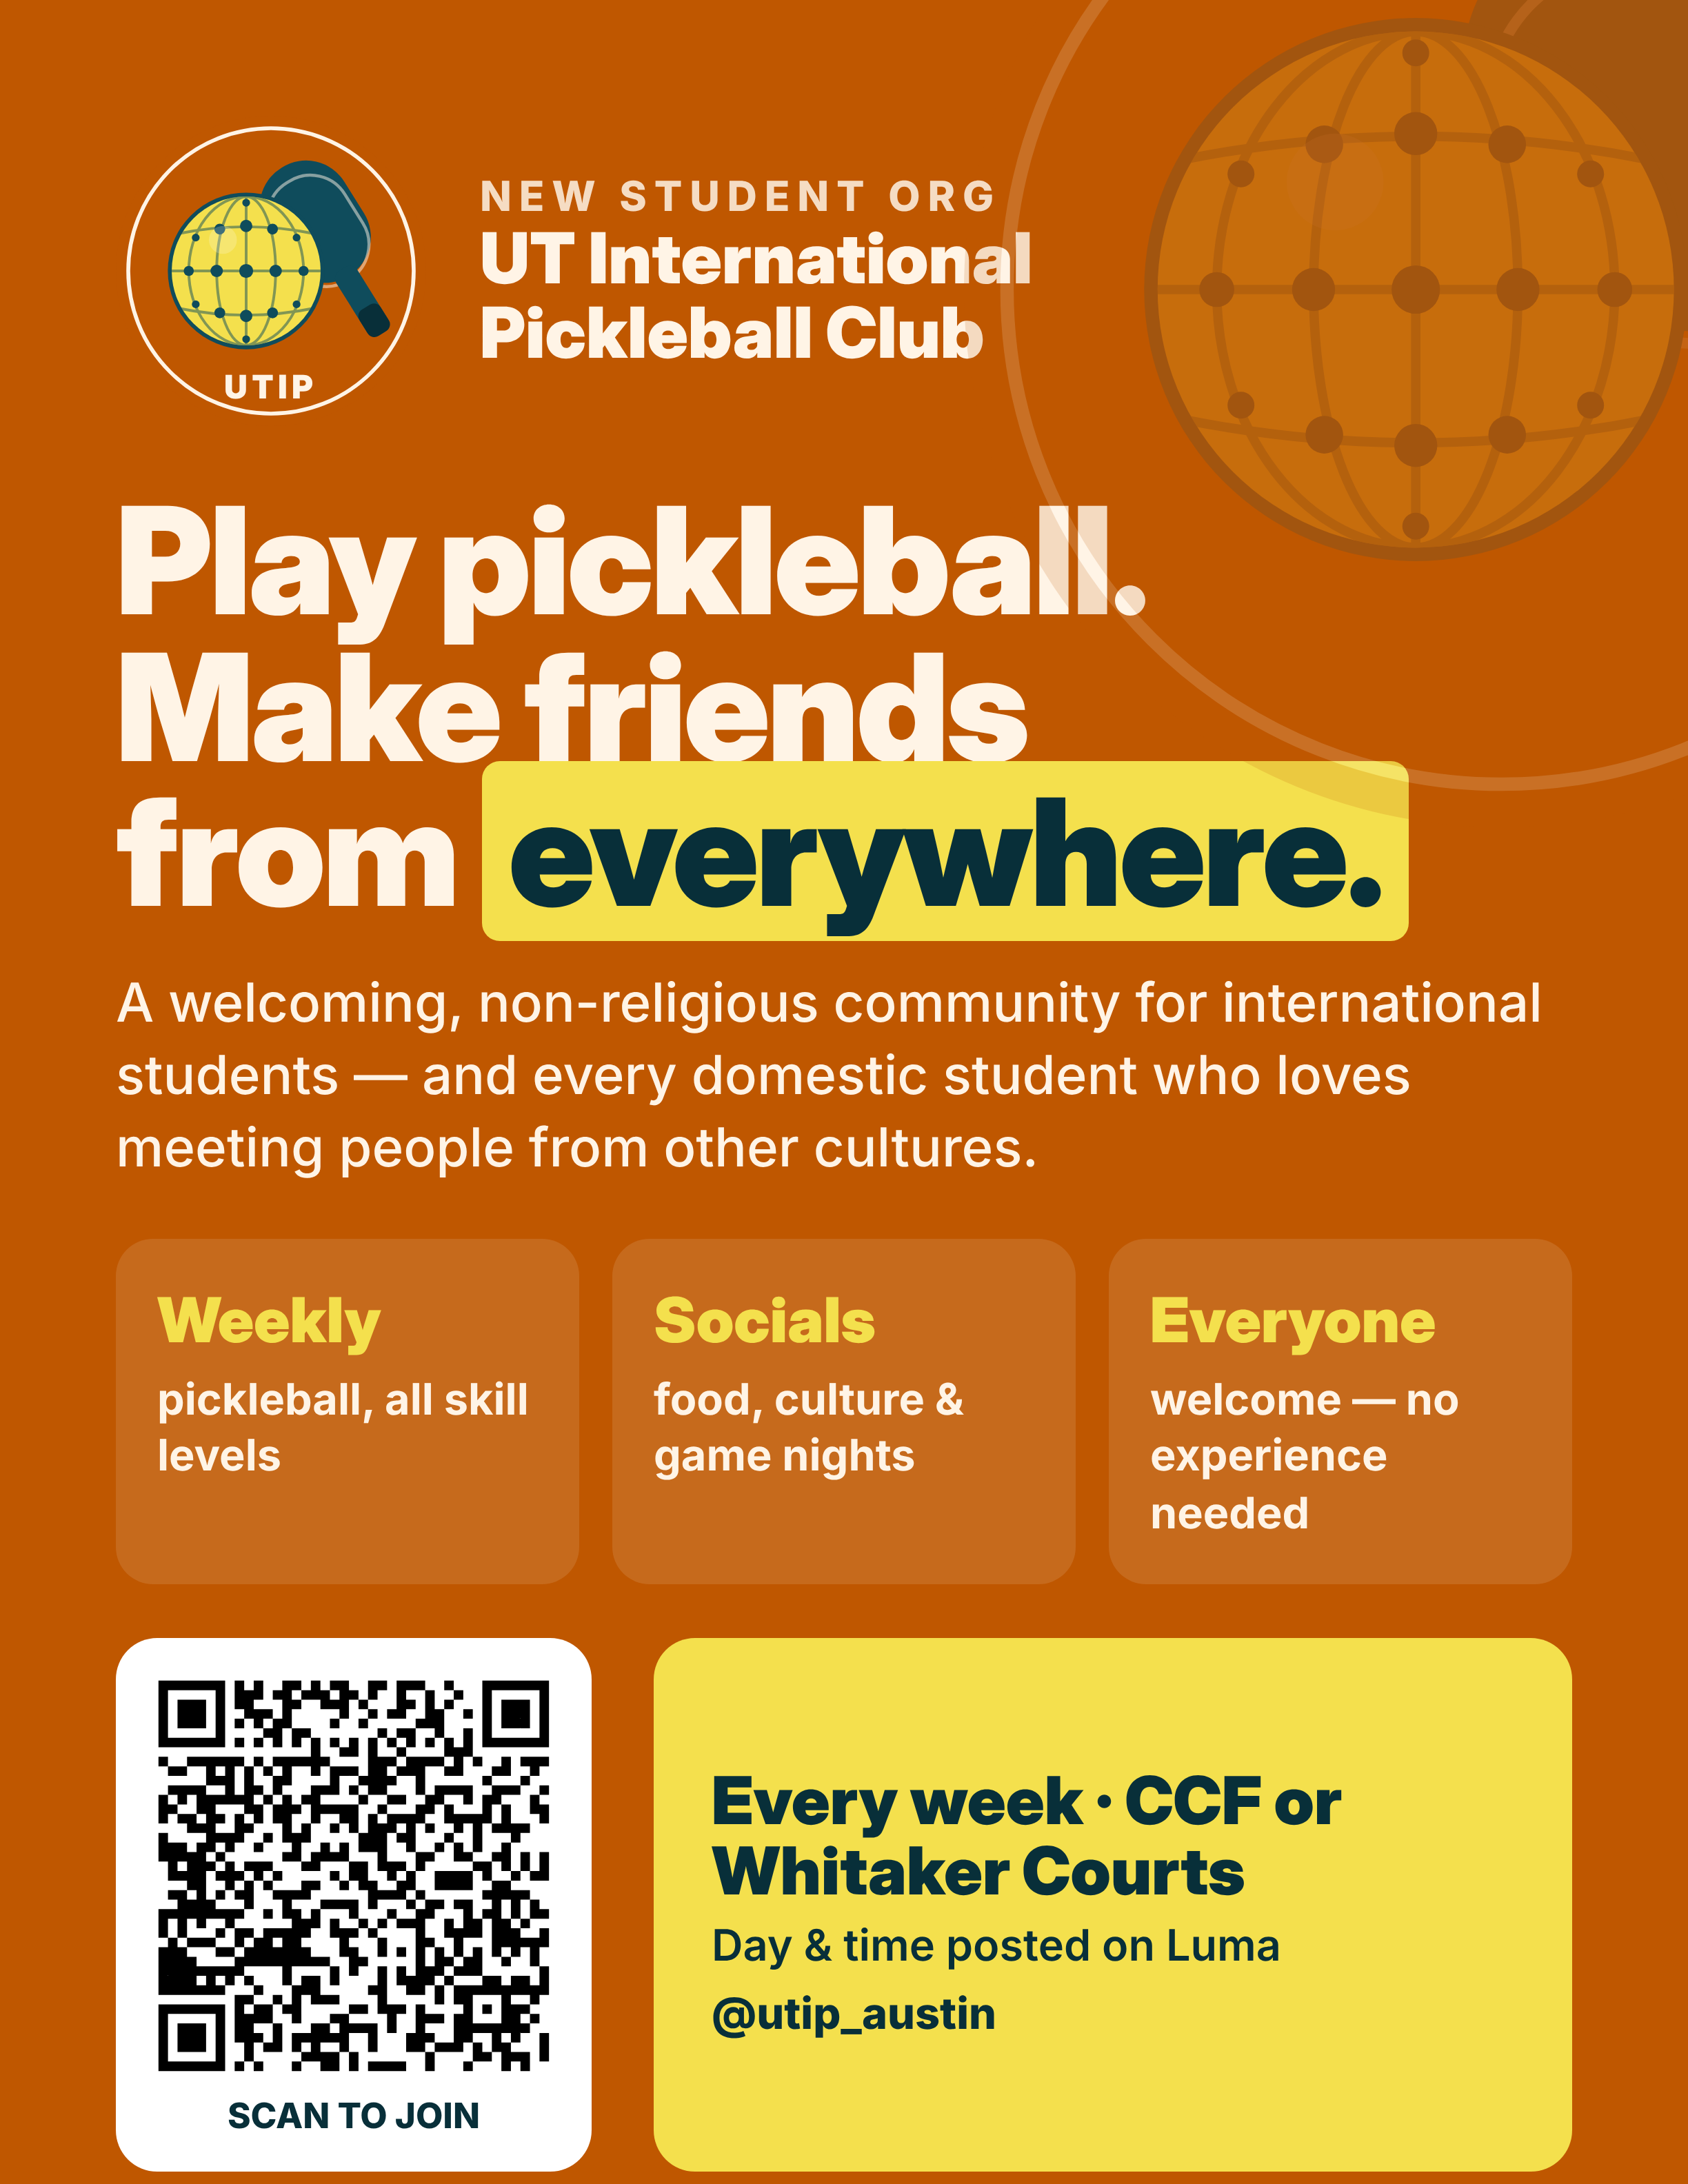 UTIP
NEW STUDENT ORG
UT International
Pickleball Club
Play pickleball.
Make friends
from everywhere.
A welcoming, non-religious community for international
students — and every domestic student who loves
meeting people from other cultures.
Weekly
pickleball, all skill
levels
Socials
food, culture &
game nights
Everyone
welcome — no
experience
needed
SCAN TO JOIN
Every week · CCF or
Whitaker Courts
Day & time posted on Luma
@utip_austin